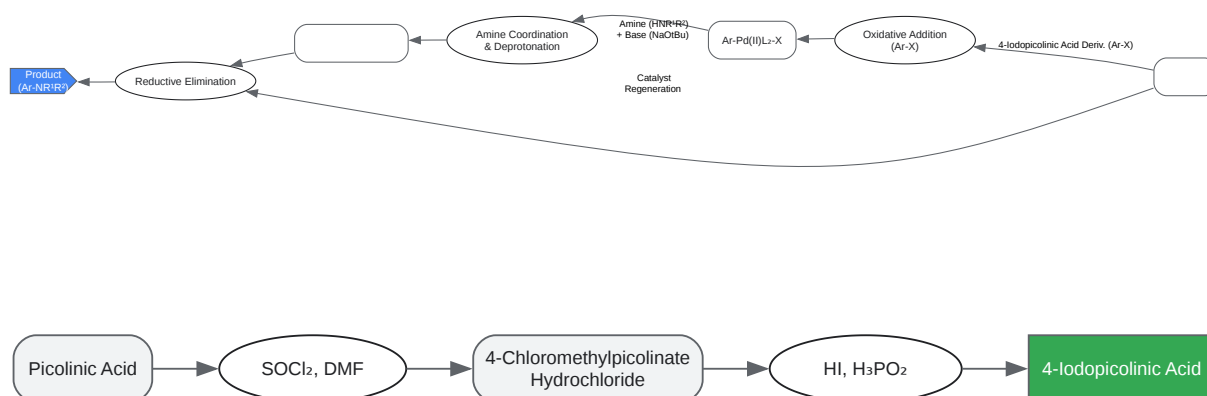 Product
(Ar-NR¹R²)
Reductive Elimination
Amine Coordination
& Deprotonation
Amine (HNR¹R²)
+ Base (NaOtBu)
Catalyst
Regeneration
Ar-Pd(II)L₂-X
Oxidative Addition
(Ar-X)
4-Iodopicolinic Acid Deriv. (Ar-X)
Picolinic Acid
SOCl₂, DMF
4-Chloromethylpicolinate
Hydrochloride
HI, H₃PO₂
4-Iodopicolinic Acid